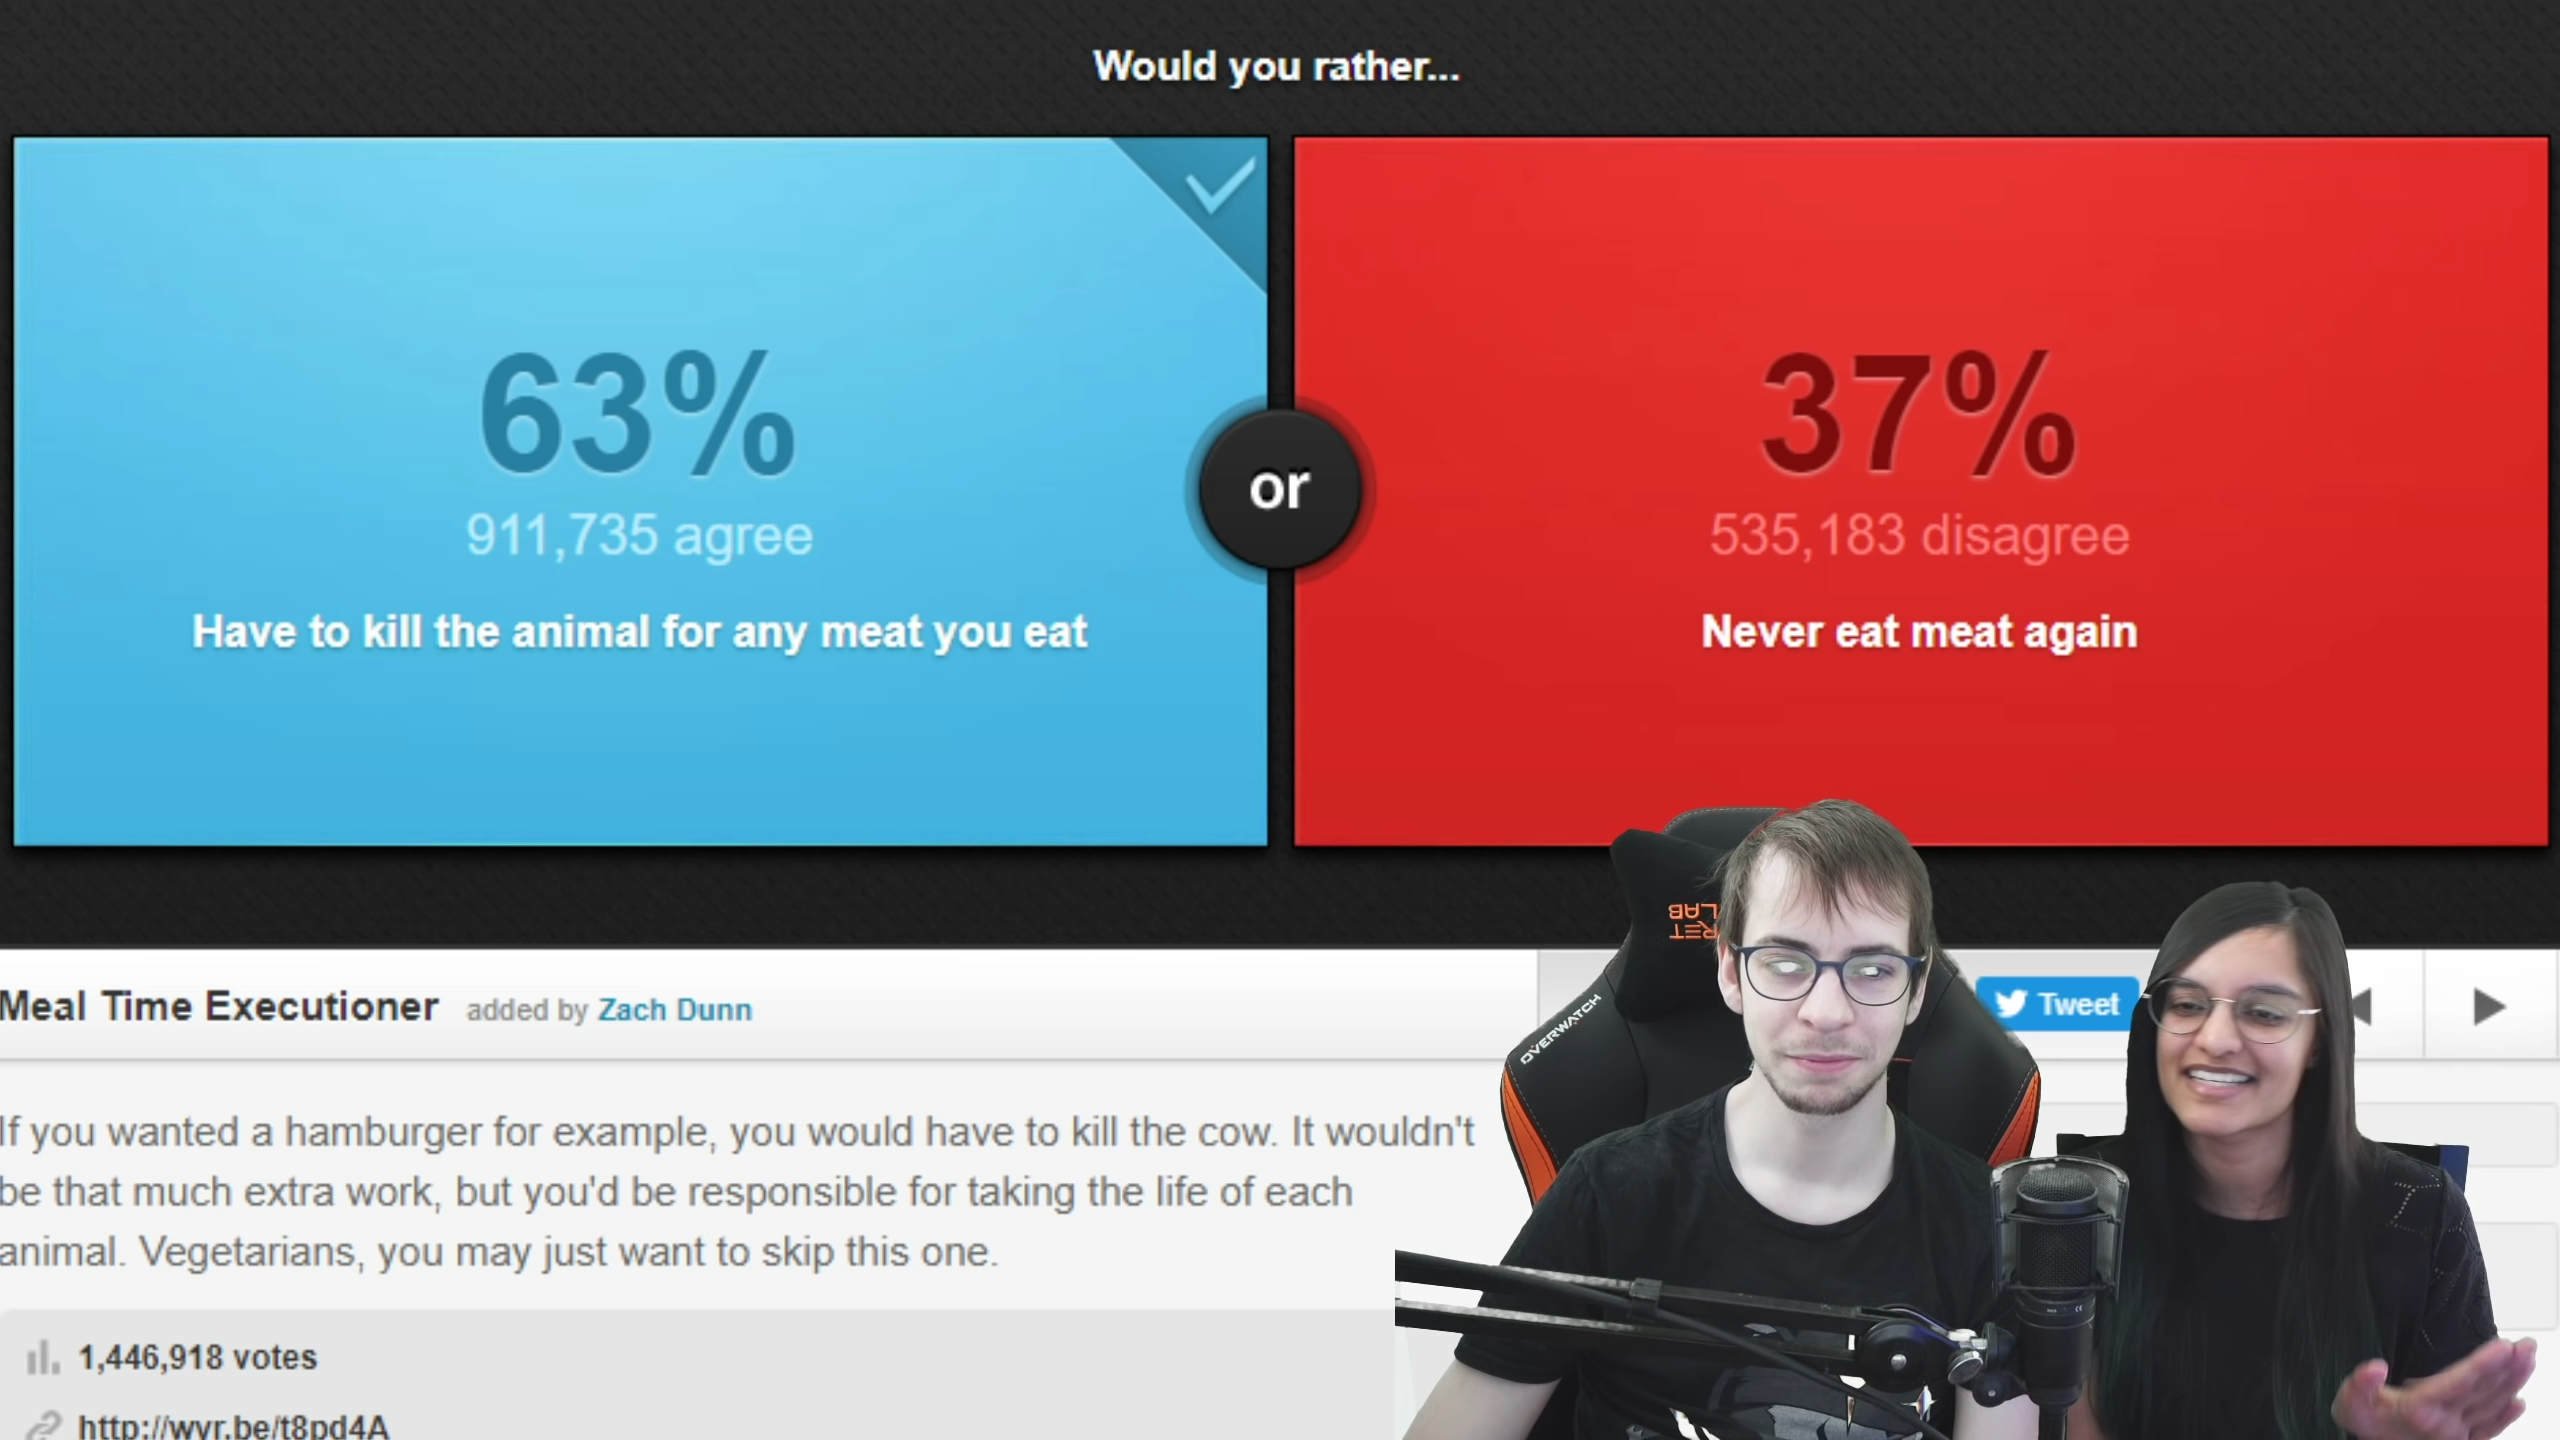 Would you rather...
63%
911,735 agree
Have to kill the animal for any meat you eat
or
37%
535,183 disagree
Never eat meat again
Meal Time Executioner added by Zach Dunn
Tweet
If you wanted a hamburger for example, you would have to kill the cow. It wouldn't
be that much extra work, but you'd be responsible for taking the life of each
animal. Vegetarians, you may just want to skip this one.
1,446,918 votes
http://wyr.be/t8pd4A
OVERWATCH